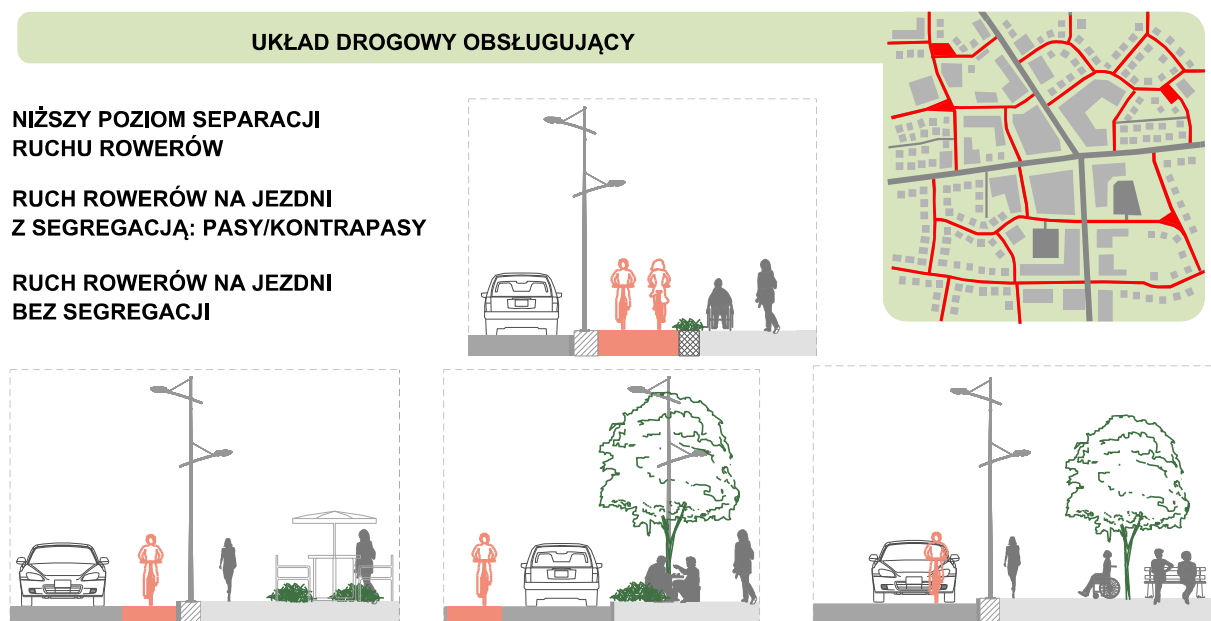 UKŁAD DROGOWY OBSŁUGUJĄCY
NIŻSZY POZIOM SEPARACJI
RUCHU ROWERÓW
RUCH ROWERÓW NA JEZDNI
Z SEGREGACJĄ: PASY/KONTRAPASY
RUCH ROWERÓW NA JEZDNI
BEZ SEGREGACJI